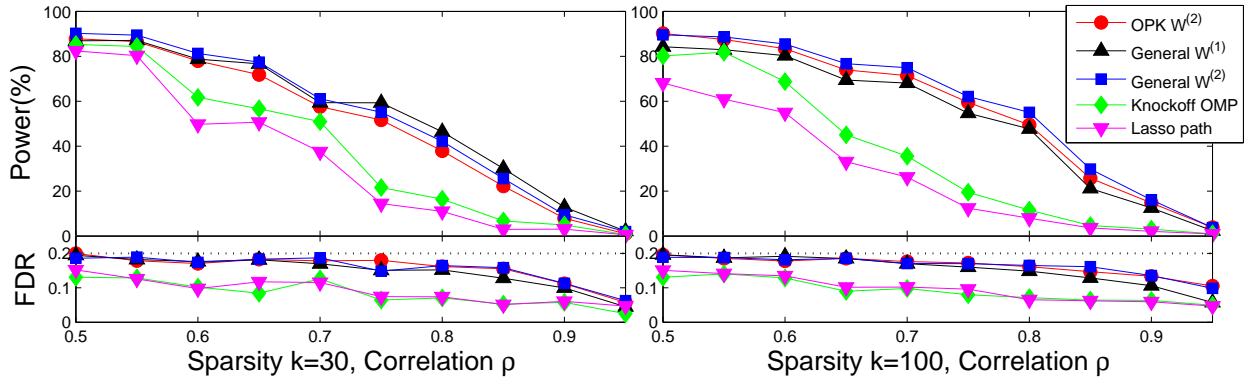 100
80
60
40
20
0
Power(%)
0.2
0.1
0
FDR
0.5 0.6 0.7 0.8 0.9
Sparsity k=30, Correlation ρ
100
80
60
40
20
0
0.2
0.1
0
0.5 0.6 0.7 0.8 0.9
Sparsity k=100, Correlation ρ
OPK W(2)
General W(1)
General W(2)
Knockoff OMP
Lasso path